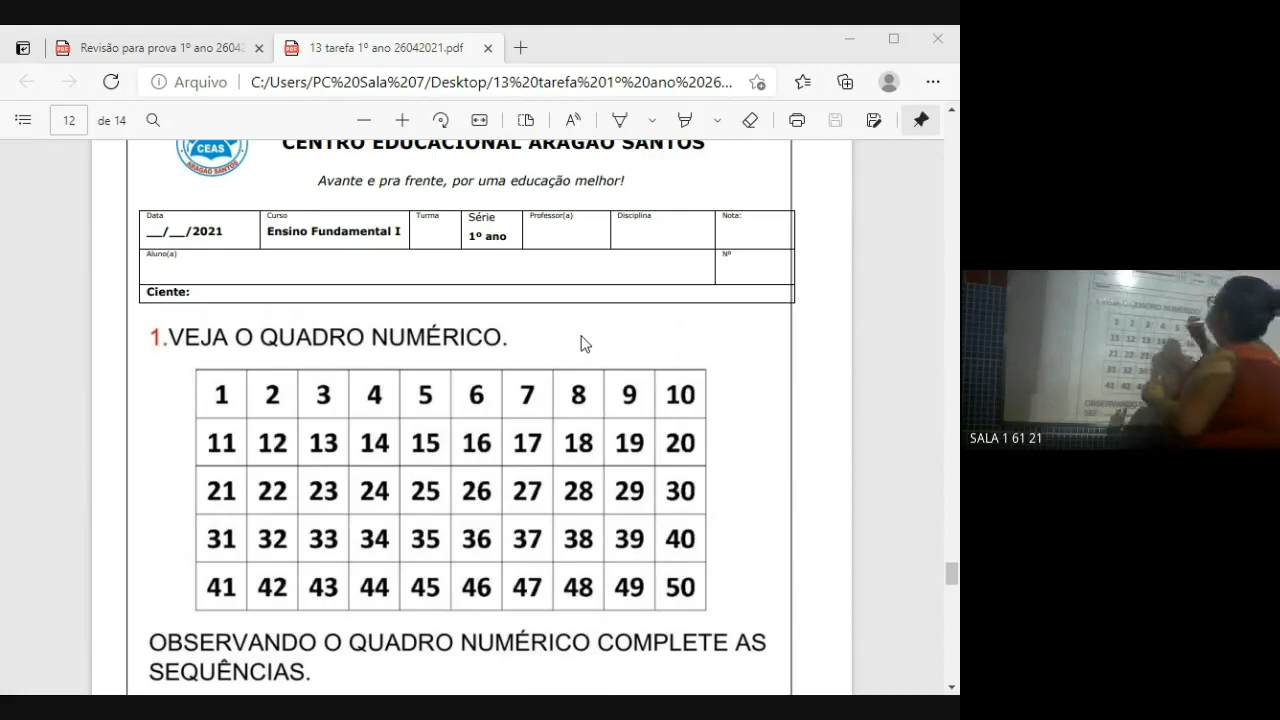 Revisão para prova 1º ano 26042
13 tarefa 1º ano 26042021.pdf
Arquivo
C:/Users/PC%20Sala%207/Desktop/13%20tarefa%201º%20ano%2026...
12
de 14
CEAS
ARAGÃO SANTOS
CENTRO EDUCACIONAL ARAGÃO SANTOS
Avante e pra frente, por uma educação melhor!
Data Curso Turma Série Professor(a) Disciplina Nota:
__/__/2021 Ensino Fundamental I 1º ano
Aluno(a) Nº
Ciente:
1.VEJA O QUADRO NUMÉRICO.
1 2 3 4 5 6 7 8 9 10
11 12 13 14 15 16 17 18 19 20
21 22 23 24 25 26 27 28 29 30
31 32 33 34 35 36 37 38 39 40
41 42 43 44 45 46 47 48 49 50
OBSERVANDO O QUADRO NUMÉRICO COMPLETE AS
SEQUÊNCIAS.
SALA 1 61 21